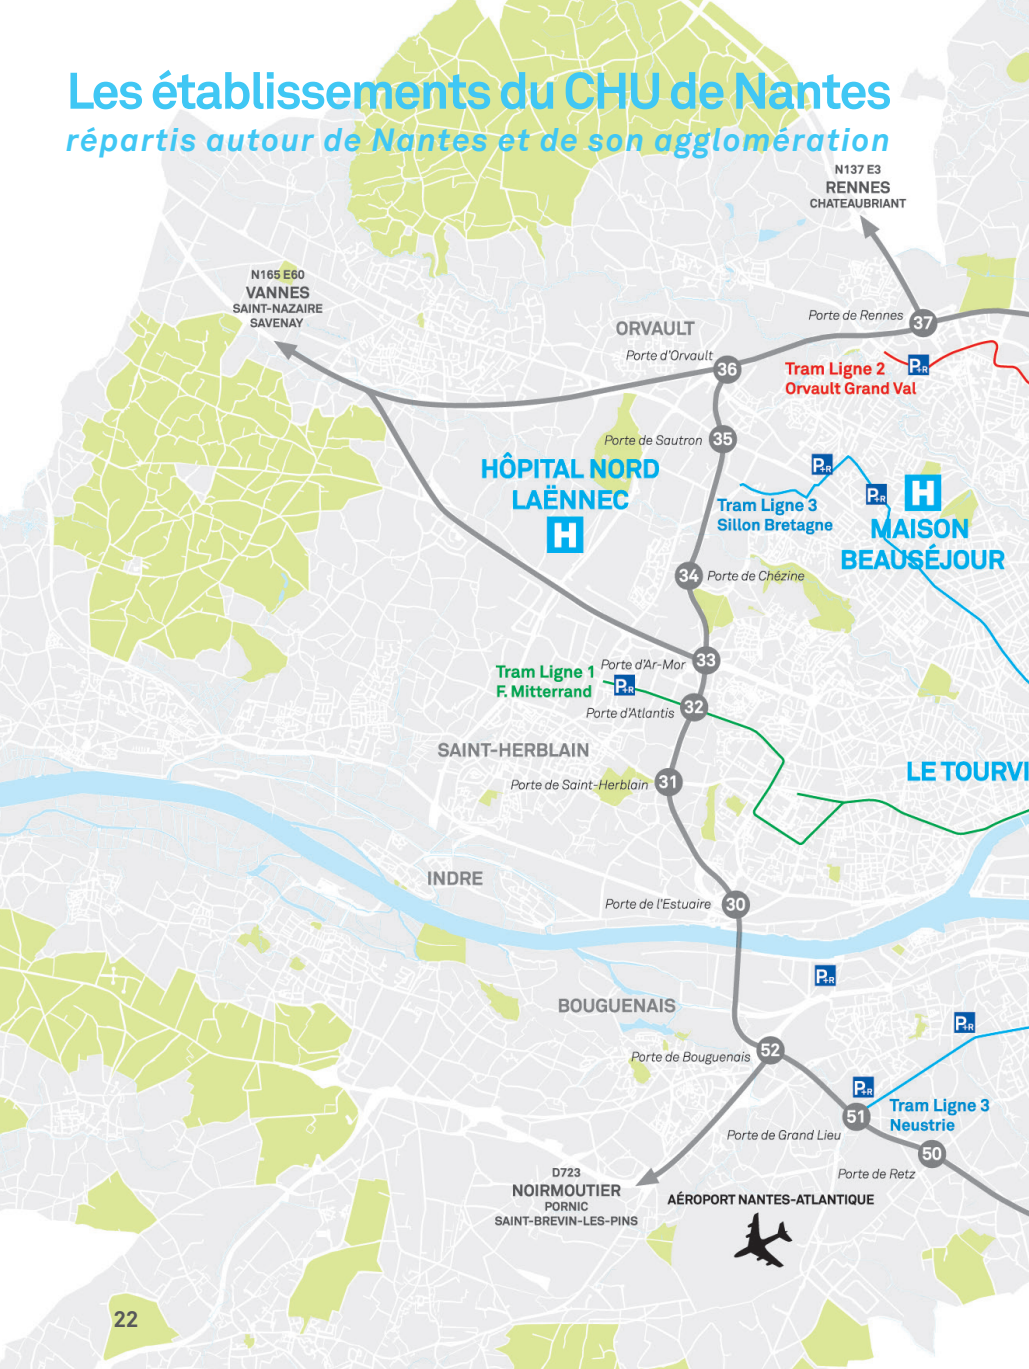 Les établissements du CHU de Nantes
répartis autour de Nantes et de son agglomération
N137 E3
RENNES
CHATEAUBRIANT
N165 E60
VANNES
SAINT-NAZAIRE
SAVENAY
Porte de Rennes
37
ORVAULT
Porte d'Orvault
36
Tram Ligne 2
Orvault Grand Val
P+R
Porte de Sautron
35
HÔPITAL NORD
LAËNNEC
H
P+R
P+R
H
Tram Ligne 3
Sillon Bretagne
MAISON
BEAUSÉJOUR
34
Porte de Chézine
Porte d'Ar-Mor
33
Tram Ligne 1
F. Mitterrand
P+R
Porte d'Atlantis
32
SAINT-HERBLAIN
LE TOURVI
Porte de Saint-Herblain
31
INDRE
Porte de l'Estuaire
30
P+R
BOUGUENAIS
P+R
Porte de Bouguenais
52
P+R
Tram Ligne 3
Neustrie
51
Porte de Grand Lieu
50
Porte de Retz
D723
NOIRMOUTIER
PORNIC
SAINT-BREVIN-LES-PINS
AÉROPORT NANTES-ATLANTIQUE
22